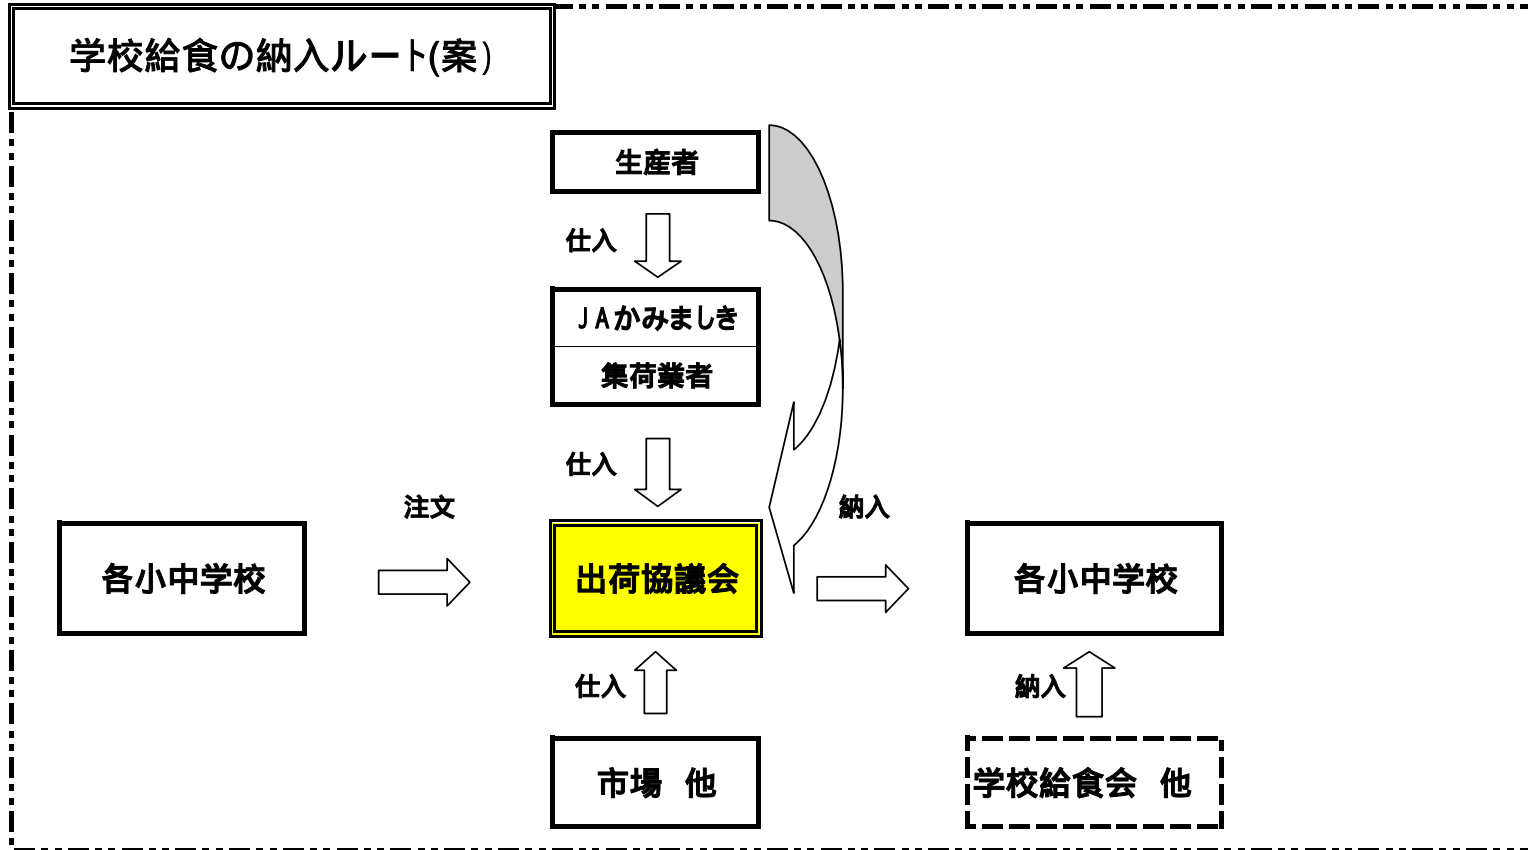 学校給食の納入ルート(案)
生産者
仕入
JAかみましき
集荷業者
仕入
注文
納入
各小中学校
出荷協議会
各小中学校
仕入
納入
市場 他
学校給食会 他